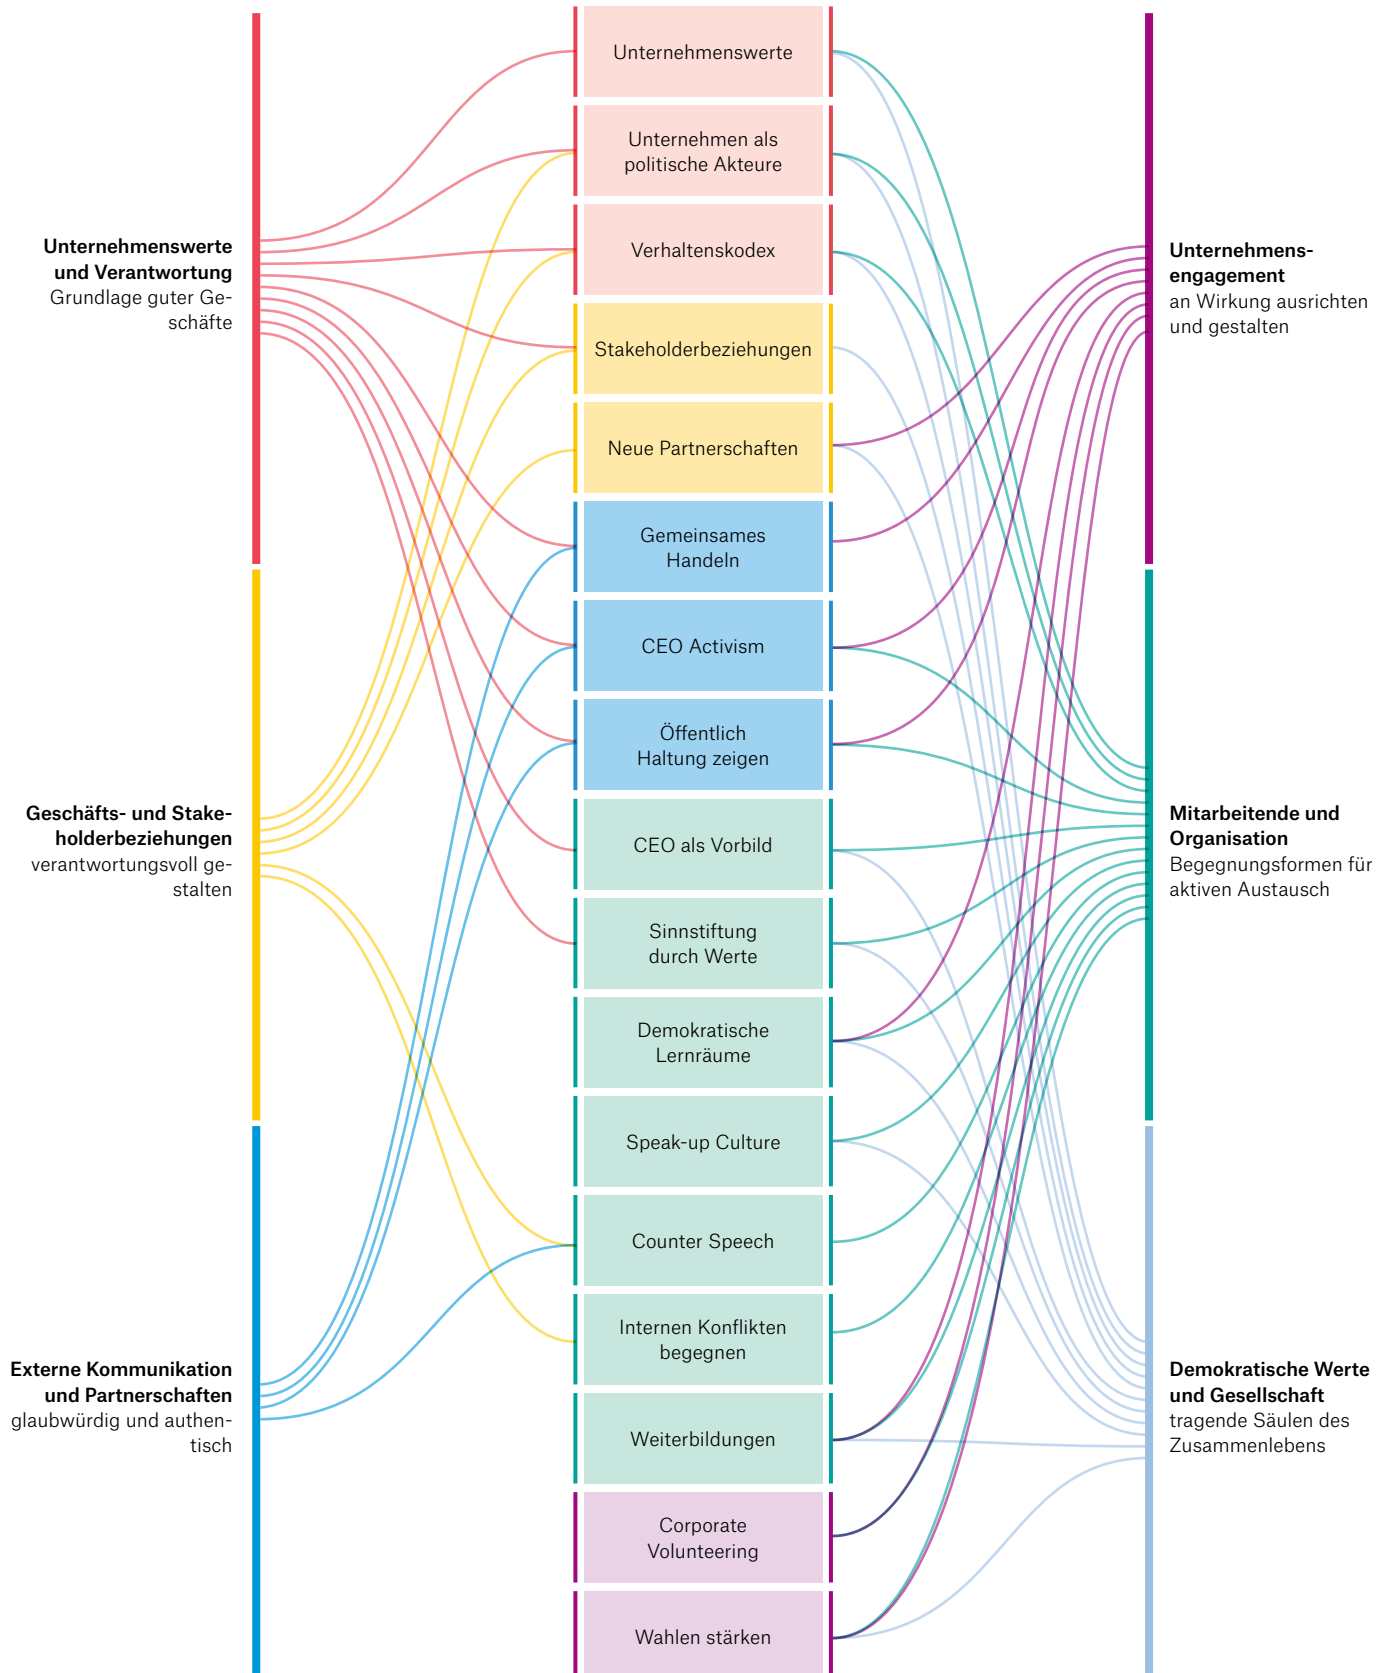 Unternehmenswerte
und Verantwortung
Grundlage guter Ge-
schäfte
Geschäfts- und Stake-
holderbeziehungen
verantwortungsvoll ge-
stalten
Externe Kommunikation
und Partnerschaften
glaubwürdig und authen-
tisch
Unternehmenswerte
Unternehmen als
politische Akteure
Verhaltenskodex
Stakeholderbeziehungen
Neue Partnerschaften
Gemeinsames
Handeln
CEO Activism
Öffentlich
Haltung zeigen
CEO als Vorbild
Sinnstiftung
durch Werte
Demokratische
Lernräume
Speak-up Culture
Counter Speech
Internen Konflikten
begegnen
Weiterbildungen
Corporate
Volunteering
Wahlen stärken
Unternehmens-
engagement
an Wirkung ausrichten
und gestalten
Mitarbeitende und
Organisation
Begegnungsformen für
aktiven Austausch
Demokratische Werte
und Gesellschaft
tragende Säulen des
Zusammenlebens